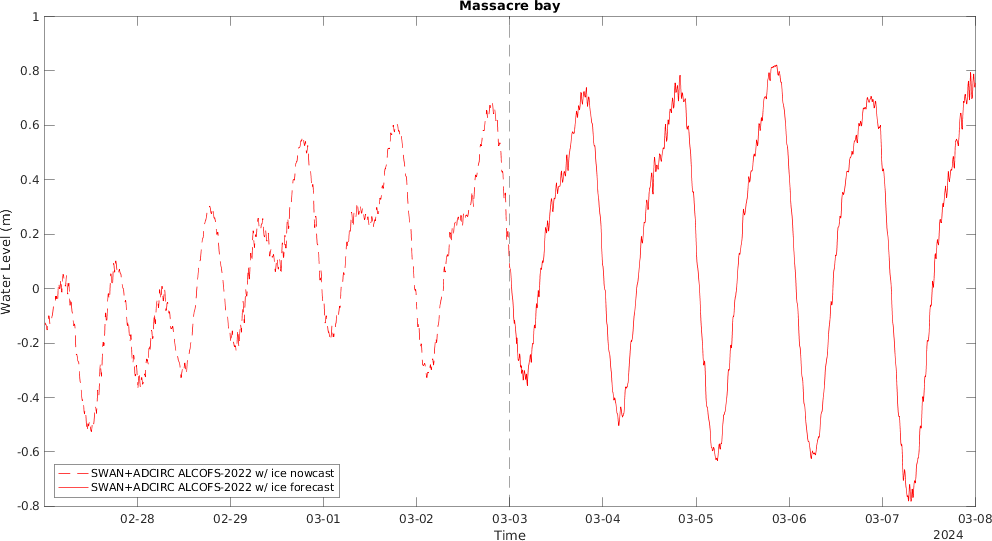 Massacre bay
Water Level (m)
1
0.8
0.6
0.4
0.2
0
-0.2
-0.4
-0.6
-0.8
SWAN+ADCIRC ALCOFS-2022 w/ ice nowcast
SWAN+ADCIRC ALCOFS-2022 w/ ice forecast
02-28 02-29 03-01 03-02 03-03 03-04 03-05 03-06 03-07 03-08
Time 2024